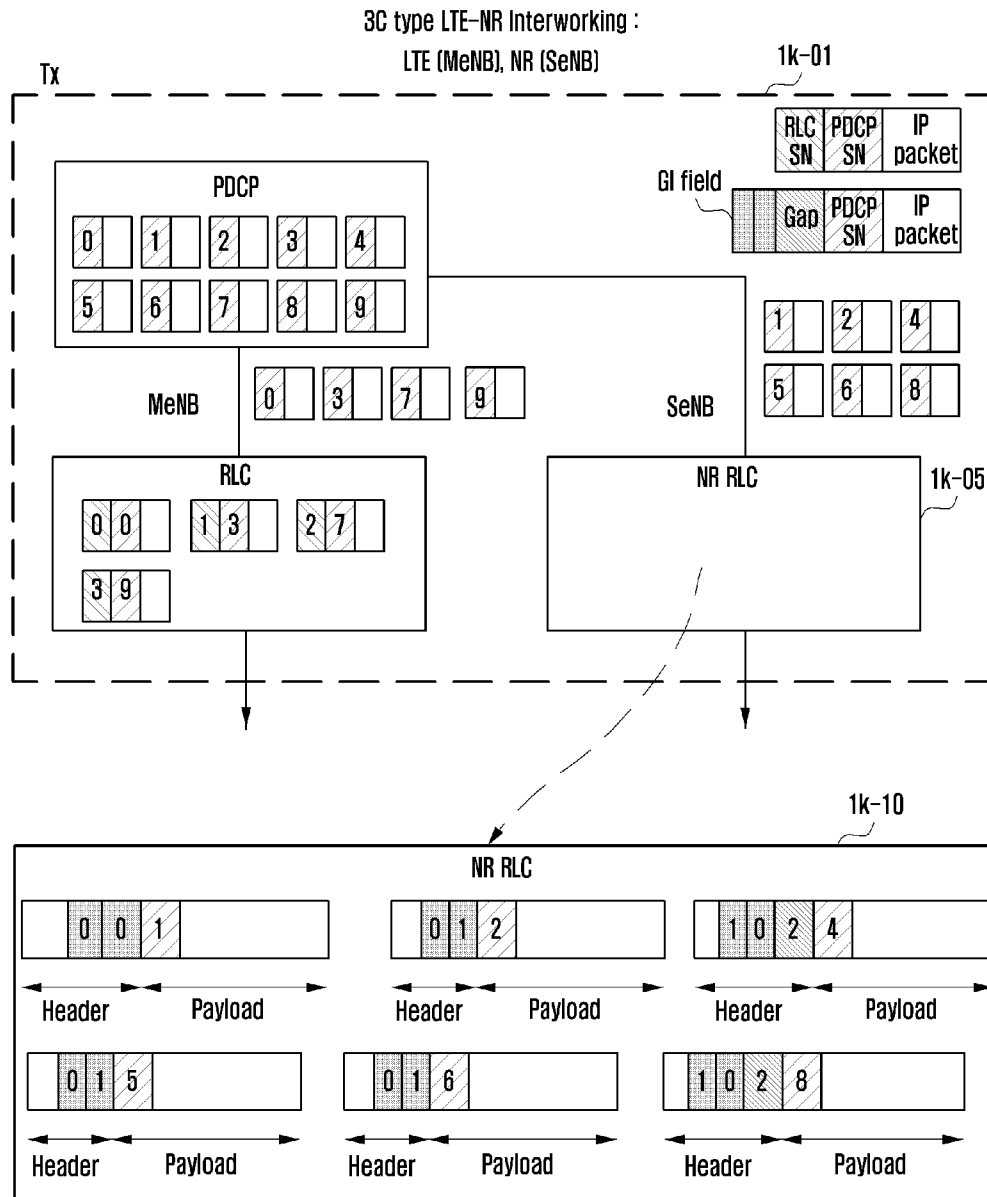 3C type LTE-NR Interworking :
LTE (MeNB), NR (SeNB)
Tx
1k-01
RLC SN PDCP SN IP packet
GI field
Gap PDCP SN IP packet
PDCP
0 1 2 3 4
5 6 7 8 9
1 2 4
5 6 8
MeNB
0 3 7 9
SeNB
RLC
0 0 1 3 2 7
3 9
NR RLC
1k-05
1k-10
NR RLC
0 0 1 0 1 2 1 0 2 4
Header Payload Header Payload Header Payload
0 1 5 0 1 6 1 0 2 8
Header Payload Header Payload Header Payload